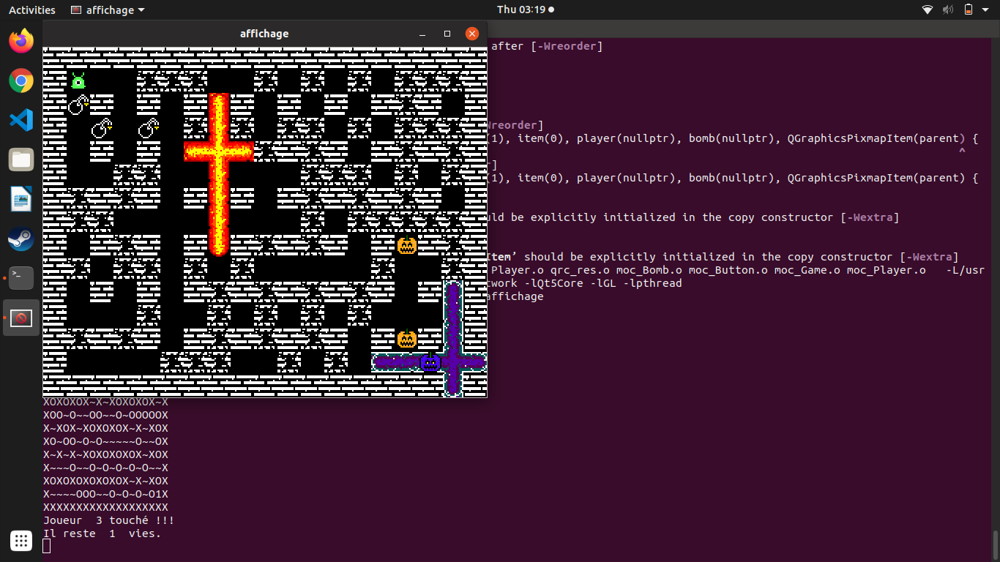 Activities
affichage
Thu 03:19
affichage
after [-Wreorder]
Wreorder]
(1), item(0), player(nullptr), bomb(nullptr), QGraphicsPixmapItem(parent) {
^
]
(1), item(0), player(nullptr), bomb(nullptr), QGraphicsPixmapItem(parent) {
uld be explicitly initialized in the copy constructor [-Wextra]
Item’ should be explicitly initialized in the copy constructor [-Wextra]
Player.o qrc_res.o moc_Bomb.o moc_Button.o moc_Game.o moc_Player.o -L/usr
twork -lQt5Core -lGL -lpthread
affichage
XOXOXOX~X~XOXOXOX~X
XOO~O~~OO~~O~OOOOOX
X~XOX~XOXOXOX~X~XOX
XO~OO~O~O~~~~~O~~OX
X~X~X~XOXOXOXOX~XOX
X~~~O~~O~O~O~O~O~~X
XOXOXOXOXOXOX~X~XOX
X~~~~OOO~~O~O~O~O1X
XXXXXXXXXXXXXXXXXXX
Joueur 3 touché !!!
Il reste 1 vies.